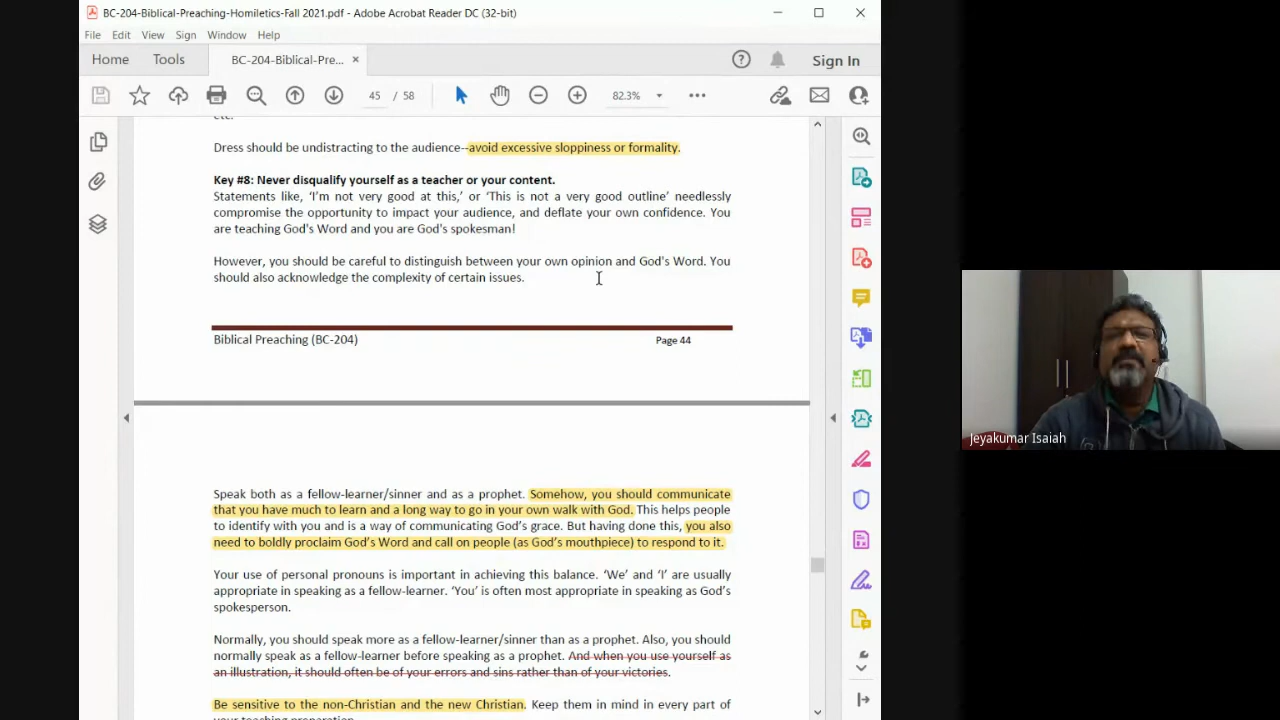 BC-204-Biblical-Preaching-Homiletics-Fall 2021.pdf - Adobe Acrobat Reader DC (32-bit)
File Edit View Sign Window Help
Home Tools BC-204-Biblical-Pre... ×
Sign In
45 / 58 82.3%
etc.
Dress should be undistracting to the audience--avoid excessive sloppiness or formality.
Key #8: Never disqualify yourself as a teacher or your content.
Statements like, ‘I'm not very good at this,’ or ‘This is not a very good outline’ needlessly
compromise the opportunity to impact your audience, and deflate your own confidence. You
are teaching God's Word and you are God's spokesman!
However, you should be careful to distinguish between your own opinion and God's Word. You
should also acknowledge the complexity of certain issues.
Biblical Preaching (BC-204) Page 44
Speak both as a fellow-learner/sinner and as a prophet. Somehow, you should communicate
that you have much to learn and a long way to go in your own walk with God. This helps people
to identify with you and is a way of communicating God’s grace. But having done this, you also
need to boldly proclaim God’s Word and call on people (as God’s mouthpiece) to respond to it.
Your use of personal pronouns is important in achieving this balance. ‘We’ and ‘I’ are usually
appropriate in speaking as a fellow-learner. ‘You’ is often most appropriate in speaking as God’s
spokesperson.
Normally, you should speak more as a fellow-learner/sinner than as a prophet. Also, you should
normally speak as a fellow-learner before speaking as a prophet. And when you use yourself as
an illustration, it should often be of your errors and sins rather than of your victories.
Be sensitive to the non-Christian and the new Christian. Keep them in mind in every part of
your teaching preparation.
Jeyakumar Isaiah